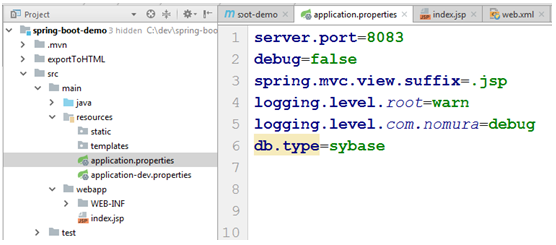 Project
spring-boot-demo 3 hidden C:\dev\spring-boo
.mvn
exportToHTML
src
main
java
resources
static
templates
application.properties
application-dev.properties
webapp
WEB-INF
index.jsp
test
oot-demo
application.properties
index.jsp
web.xml
1 server.port=8083
2 debug=false
3 spring.mvc.view.suffix=.jsp
4 logging.level.root=warn
5 logging.level.com.nomura=debug
6 db.type=sybase
7
8
9
10